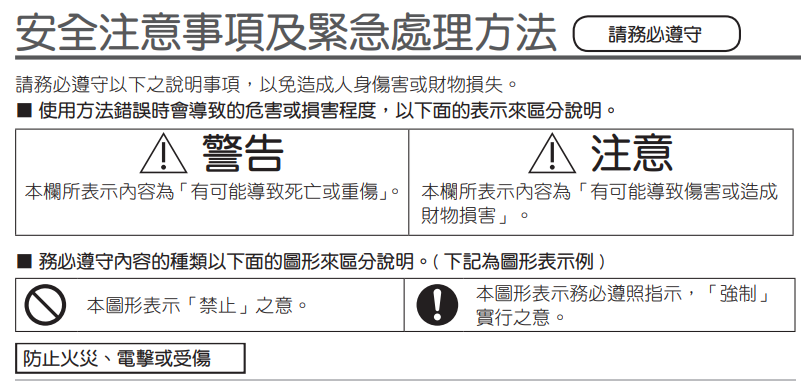 安全注意事項及緊急處理方法
請務必遵守
請務必遵守以下之說明事項，以免造成人身傷害或財物損失。
■ 使用方法錯誤時會導致的危害或損害程度，以下面的表示來區分說明。
警告
本欄所表示內容為「有可能導致死亡或重傷」。
注意
本欄所表示內容為「有可能導致傷害或造成
財物損害」。
■ 務必遵守內容的種類以下面的圖形來區分說明。( 下記為圖形表示例 )
本圖形表示「禁止」之意。
本圖形表示務必遵照指示，「強制」
實行之意。
防止火災、電擊或受傷